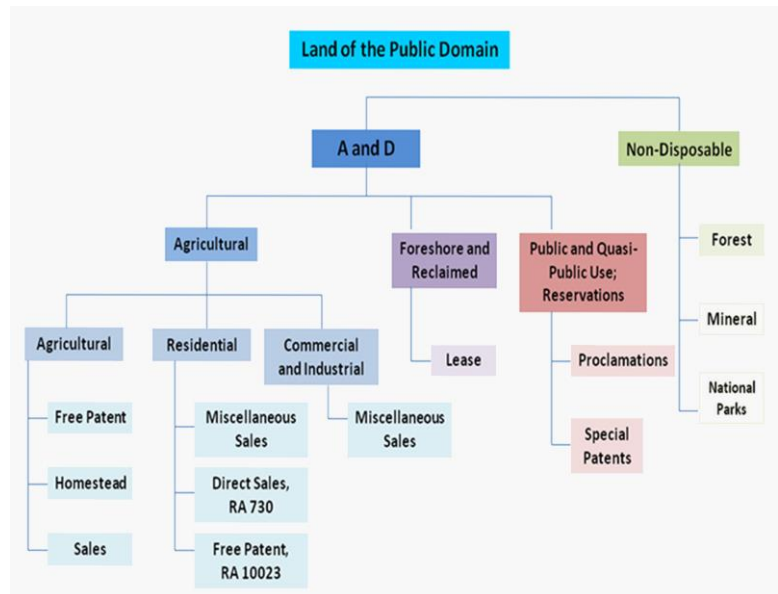 Land of the Public Domain
A and D
Non-Disposable
Agricultural
Foreshore and
Reclaimed
Public and Quasi-
Public Use;
Reservations
Forest
Mineral
National
Parks
Agricultural
Residential
Commercial
and Industrial
Lease
Proclamations
Special
Patents
Free Patent
Homestead
Sales
Miscellaneous
Sales
Direct Sales,
RA 730
Free Patent,
RA 10023
Miscellaneous
Sales